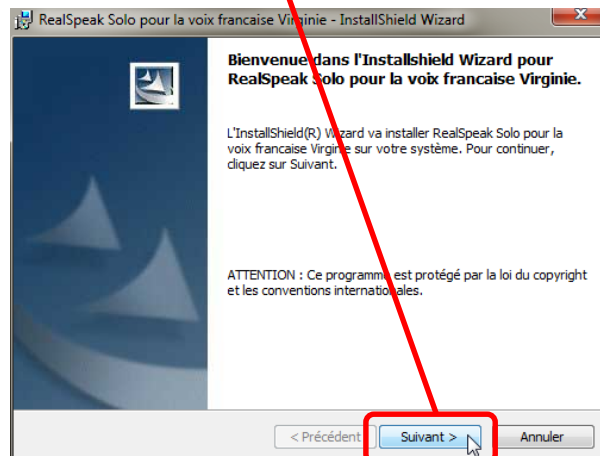 RealSpeak Solo pour la voix francaise Virginie - InstallShield Wizard
Bienvenue dans l'Installshield Wizard pour
RealSpeak Solo pour la voix francaise Virginie.
L'InstallShield(R) Wizard va installer RealSpeak Solo pour la
voix francaise Virginie sur votre système. Pour continuer,
cliquez sur Suivant.
ATTENTION : Ce programme est protégé par la loi du copyright
et les conventions internationales.
< Précédent Suivant > Annuler